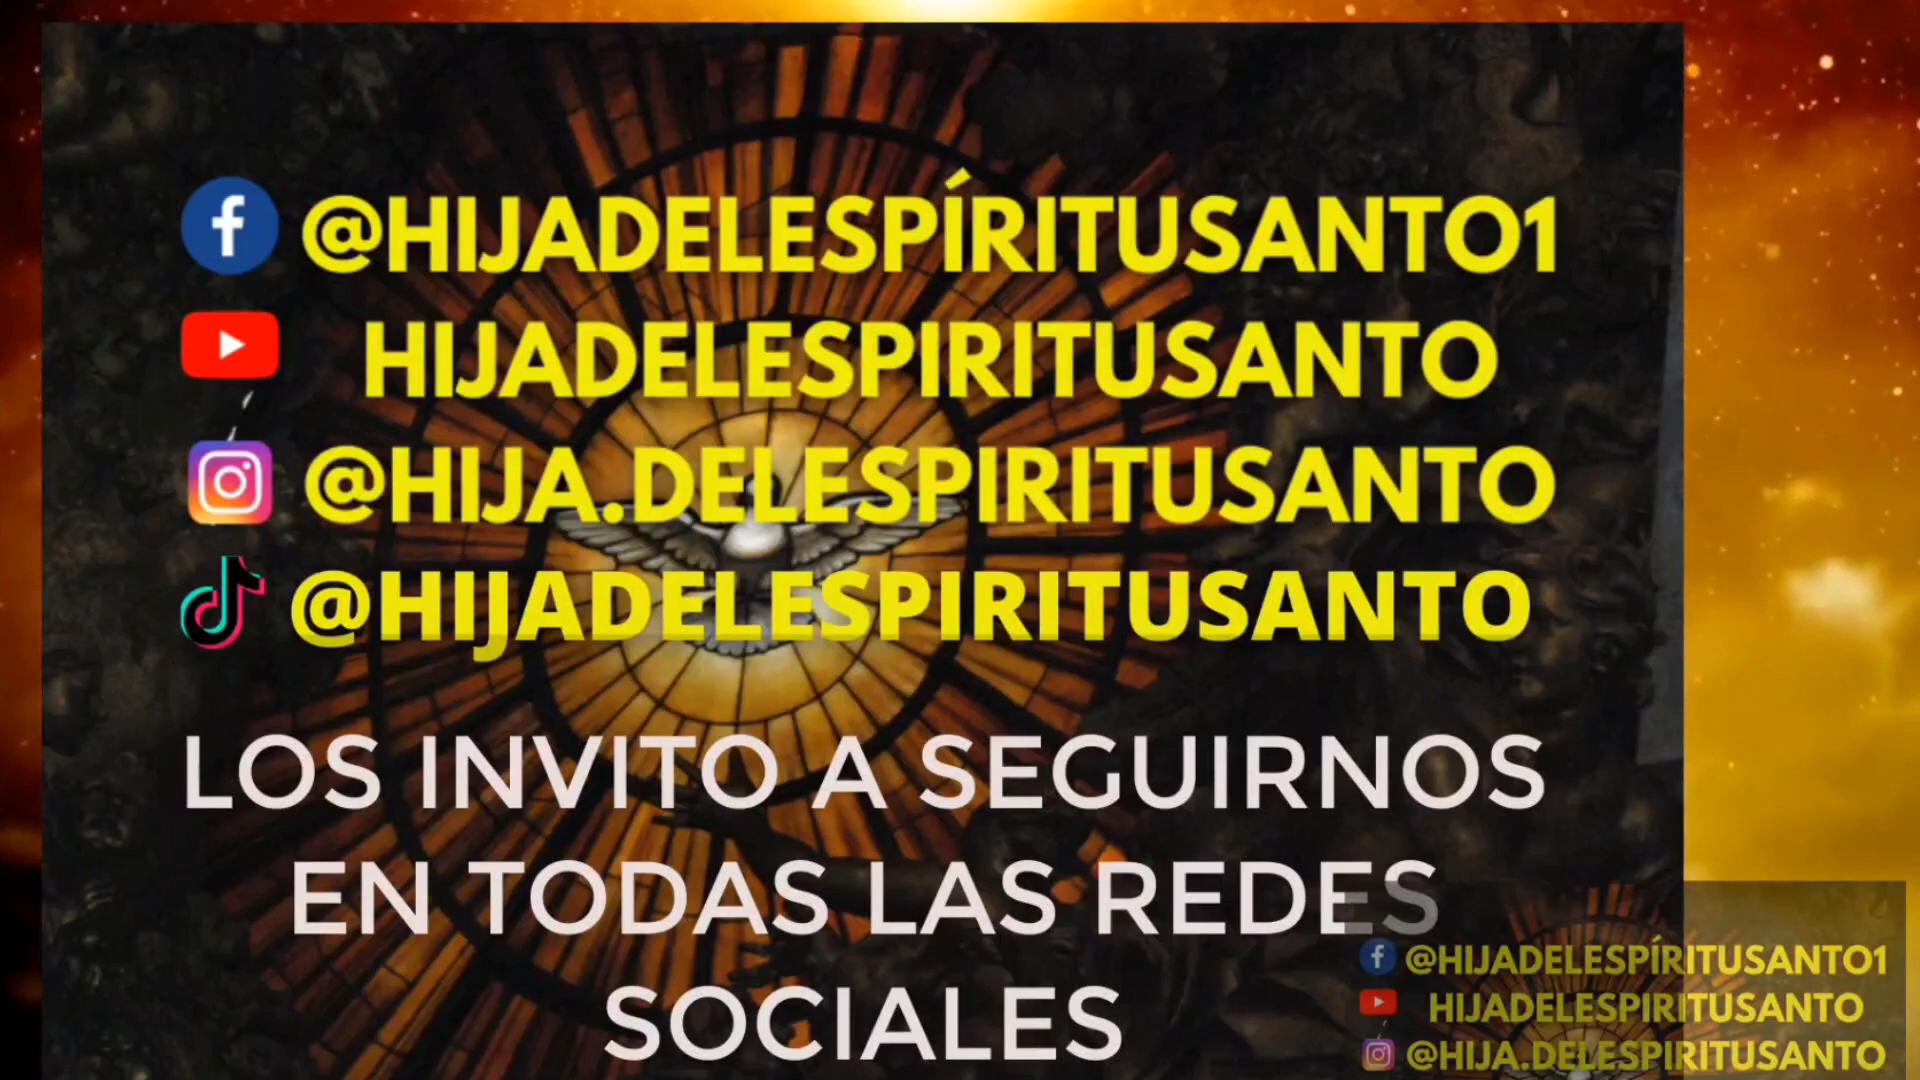 @HIJADELESPÍRITUSANTO1
HIJADELESPIRITUSANTO
@HIJA.DELESPIRITUSANTO
@HIJADELESPIRITUSANTO
LOS INVITO A SEGUIRNOS
EN TODAS LAS REDES
SOCIALES
@HIJADELESPÍRITUSANTO1
HIJADELESPIRITUSANTO
@HIJA.DELESPIRITUSANTO